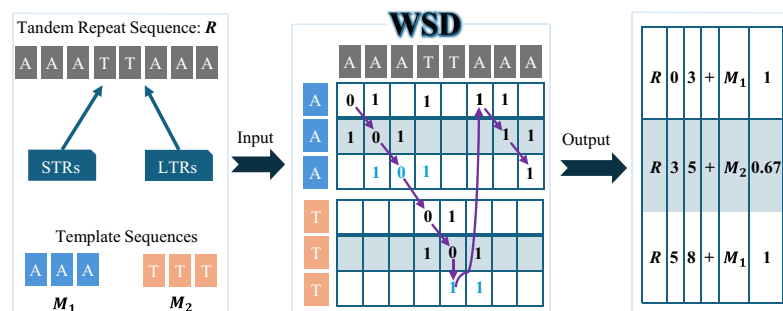 Tandem Repeat Sequence: R
A A A T T A A A
STRs LTRs
Template Sequences
A A A T T T
M1 M2
Input
WSD
A A A T T A A A
A 0 1 1 1 1
A 1 0 1 1 1
A 1 0 1 1
T 0 1
T 1 0 1
T 1 1
Output
R 0 3 + M1 1
R 3 5 + M2 0.67
R 5 8 + M1 1